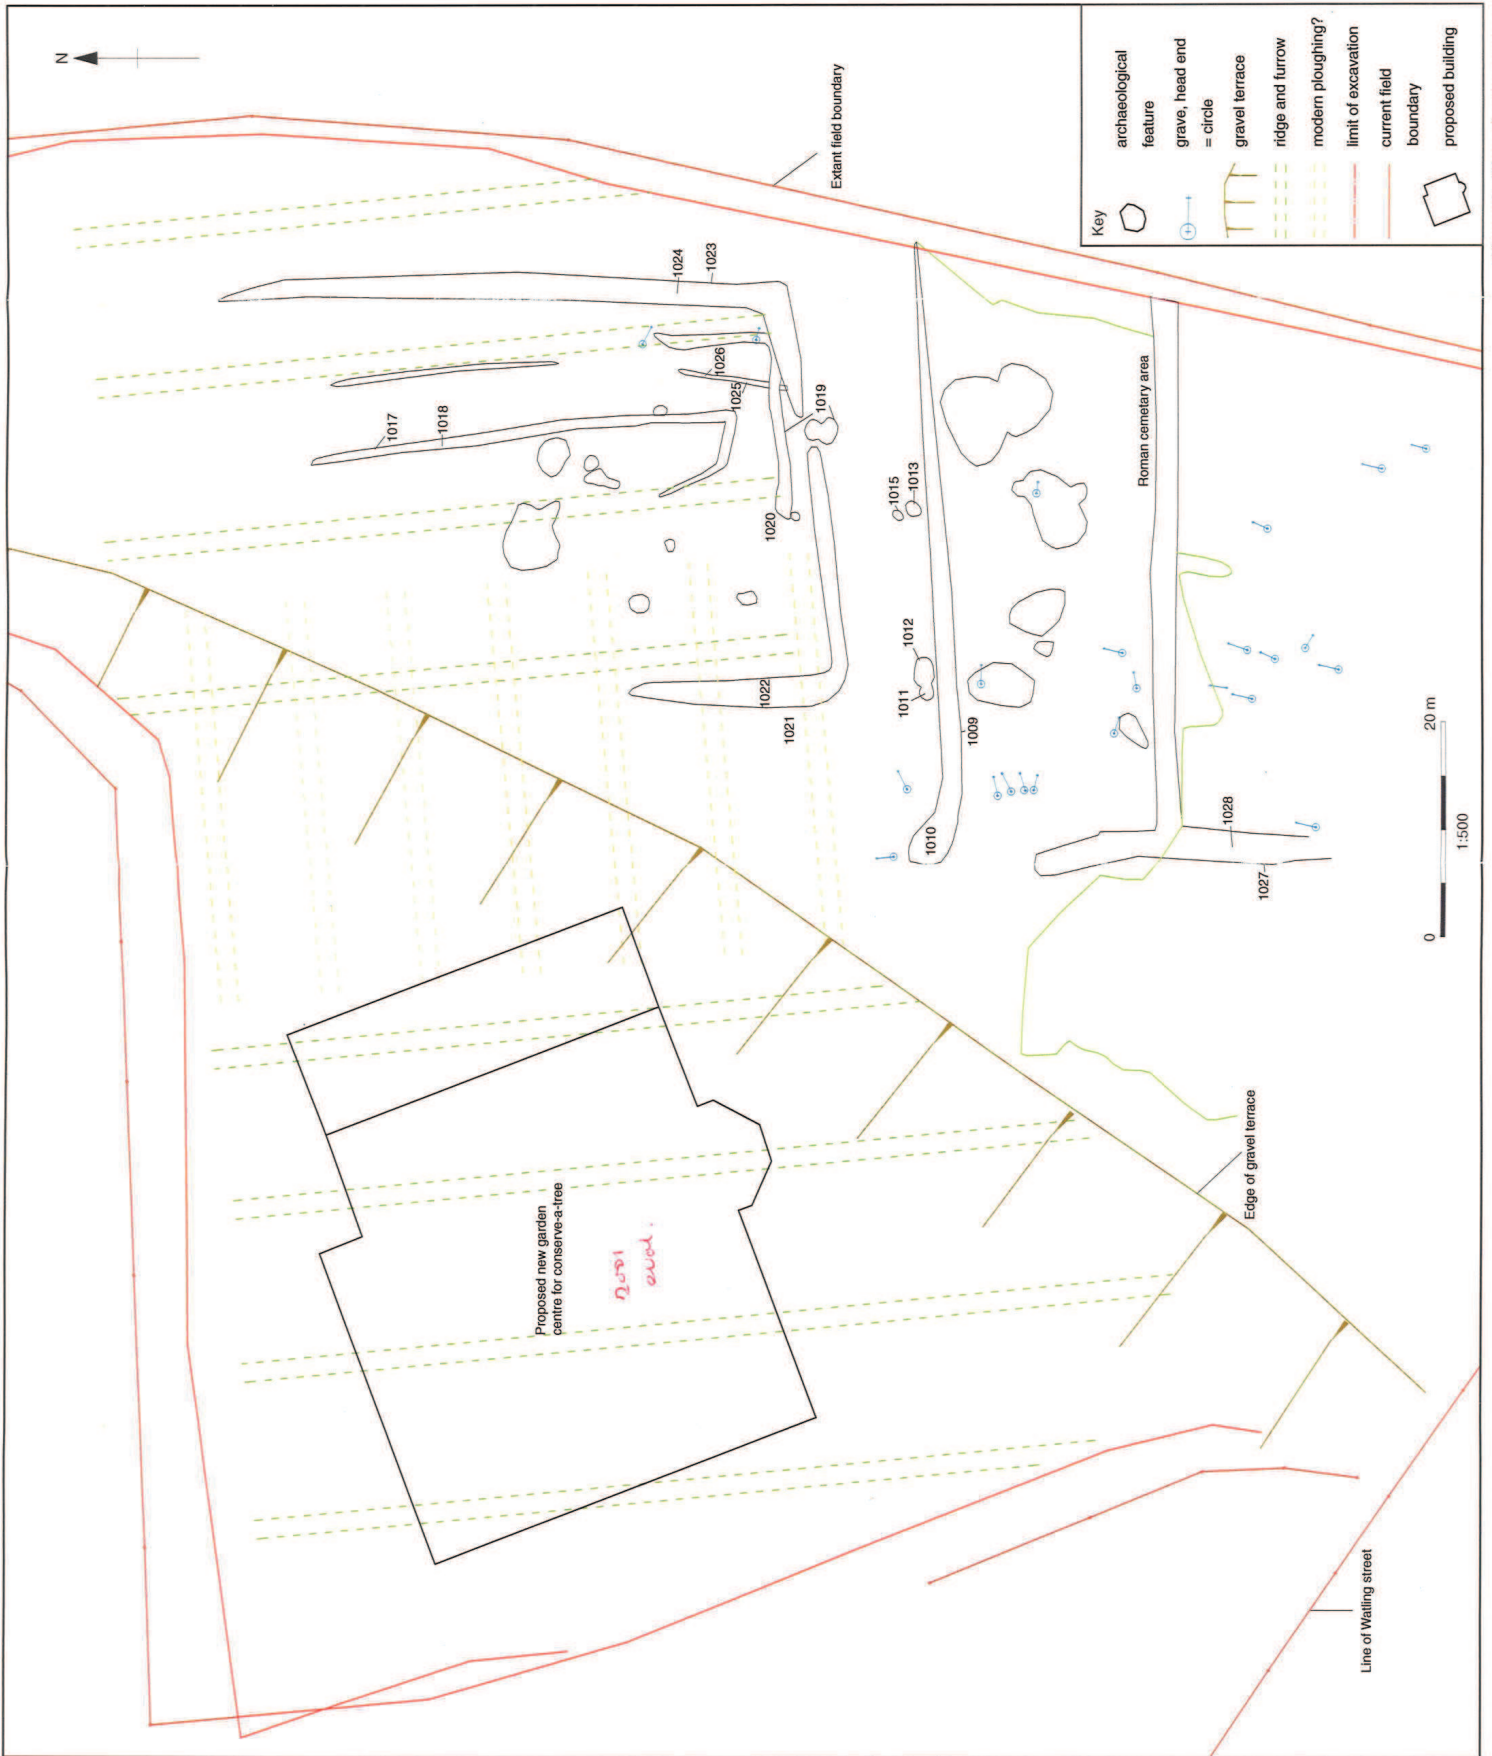 N
Extant field boundary
1024
1023
1017
1018
1026
1025
1019
1020
1022
1021
1015
1013
1012
1011
1009
1010
Roman cemetary area
1028
1027
Proposed new garden
centre for conserve-a-tree
2001
eval.
Edge of gravel terrace
Line of Watling street
0
20 m
1:500
Key
archaeological
feature
grave, head end
= circle
gravel terrace
ridge and furrow
modern ploughing?
limit of excavation
current field
boundary
proposed building